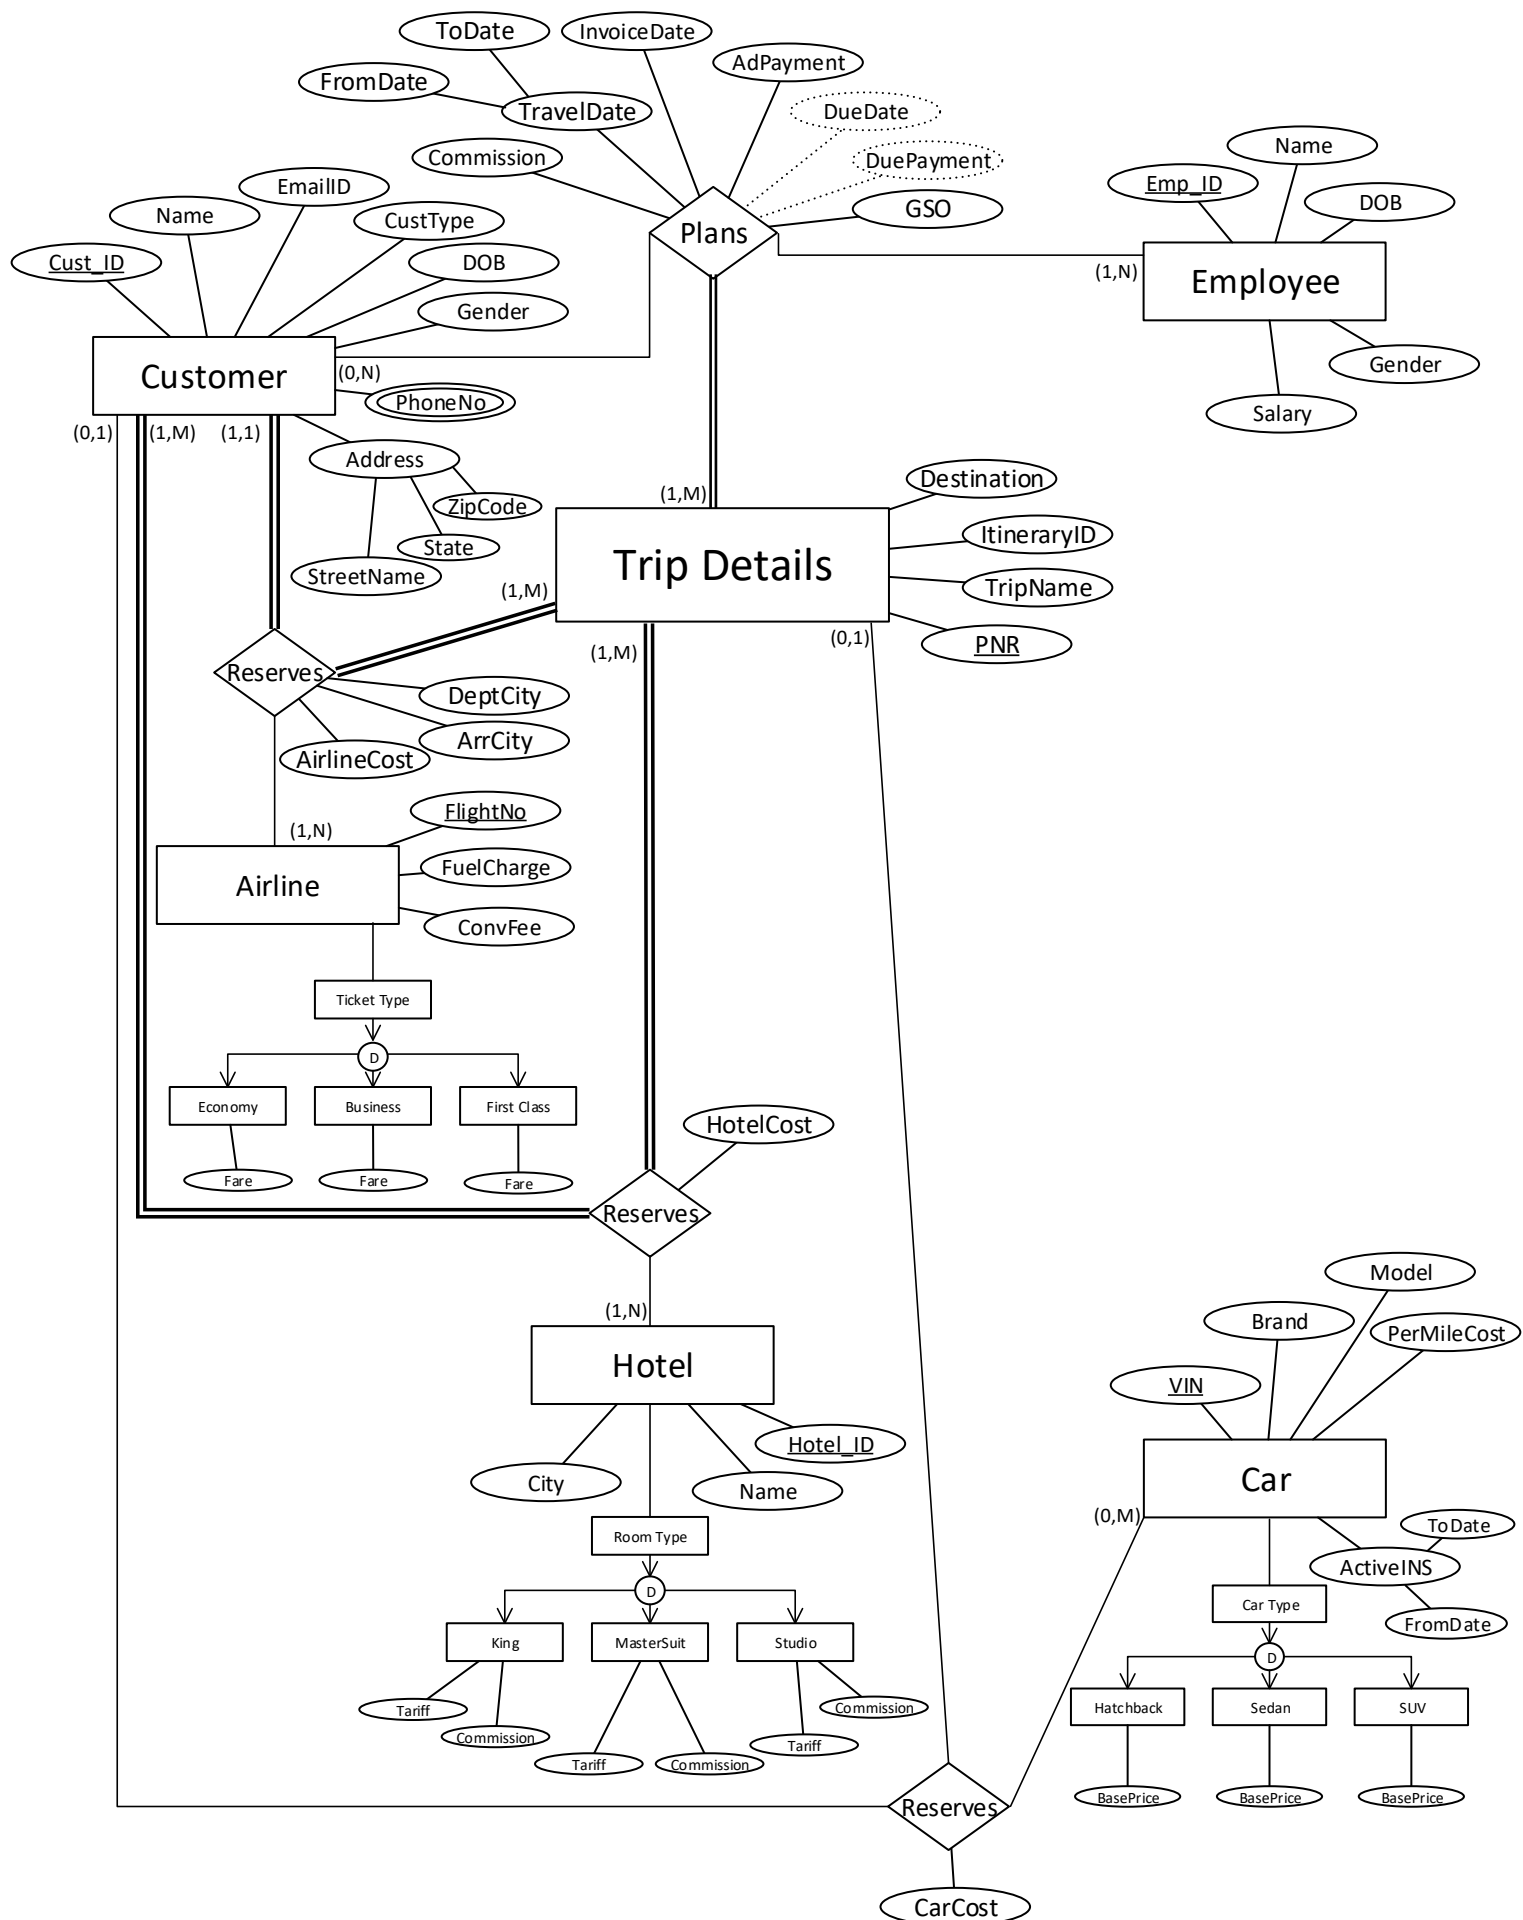 ToDate
InvoiceDate
AdPayment
FromDate
TravelDate
DueDate
Commission
DuePayment
Name
Emp_ID
EmailID
Name
CustType
GSO
DOB
Plans
Cust_ID
DOB
(1,N)
Employee
Gender
Customer
(0,N)
Gender
PhoneNo
Salary
(0,1)
(1,M)
(1,1)
Address
ZipCode
State
StreetName
(1,M)
Destination
ItineraryID
Trip Details
TripName
(1,M)
(1,M)
(0,1)
PNR
Reserves
DeptCity
ArrCity
AirlineCost
FlightNo
(1,N)
FuelCharge
Airline
ConvFee
Ticket Type
D
Economy
Business
First Class
Fare
Fare
Fare
HotelCost
Reserves
(1,N)
Hotel
Hotel_ID
City
Name
Room Type
D
King
MasterSuit
Studio
Tariff
Commission
Commission
Tariff
Tariff
Commission
Model
Brand
PerMileCost
VIN
Car
(0,M)
ToDate
ActiveINS
Car Type
FromDate
D
Hatchback
Sedan
SUV
BasePrice
BasePrice
BasePrice
Reserves
CarCost